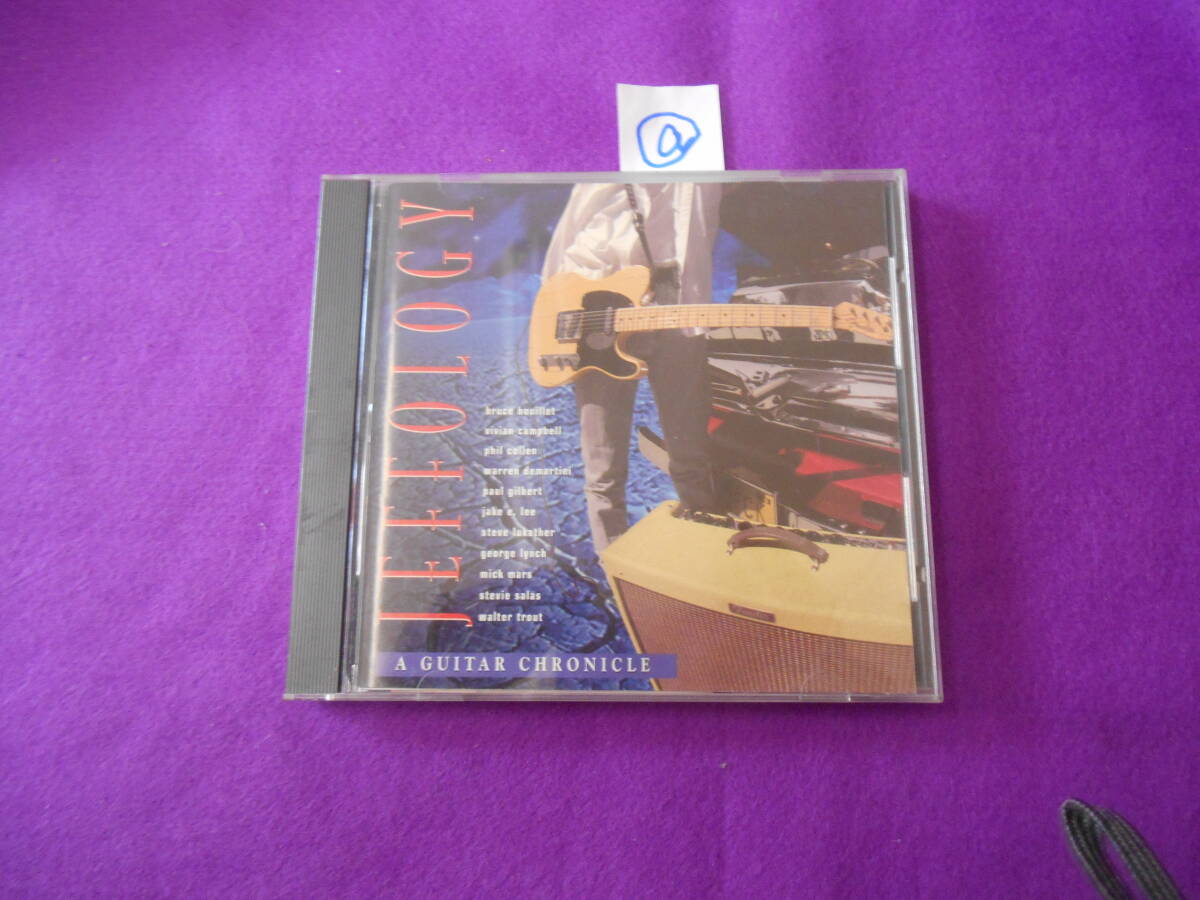 a
JEFFOLOGY
bruce bouillet
vivian campbell
phil collen
warren demartini
paul gilbert
jake e. lee
steve lukather
george lynch
mick mars
stevie salas
walter trout
A GUITAR CHRONICLE